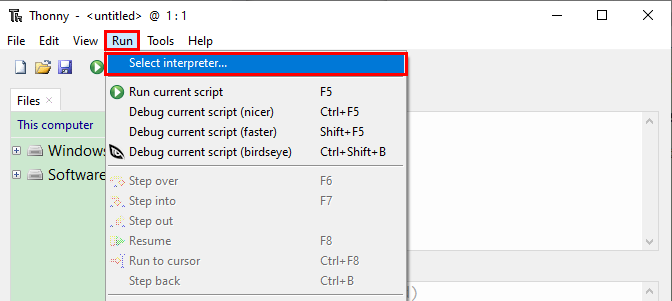 Thonny - <untitled> @ 1 : 1
File Edit View Run Tools Help
Select interpreter...
Files ×
Run current script F5
Debug current script (nicer) Ctrl+F5
This computer
Debug current script (faster) Shift+F5
Windows
Debug current script (birdseye) Ctrl+Shift+B
Software
Step over F6
Step into F7
Step out
Resume F8
Run to cursor Ctrl+F8
Step back Ctrl+B